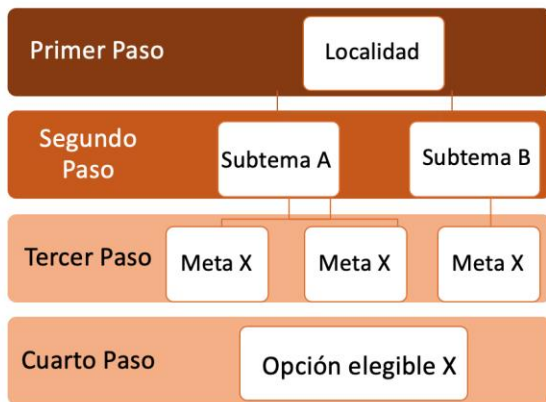 Primer Paso
Localidad
Segundo
Paso
Subtema A
Subtema B
Tercer Paso
Meta X
Meta X
Meta X
Cuarto Paso
Opción elegible X